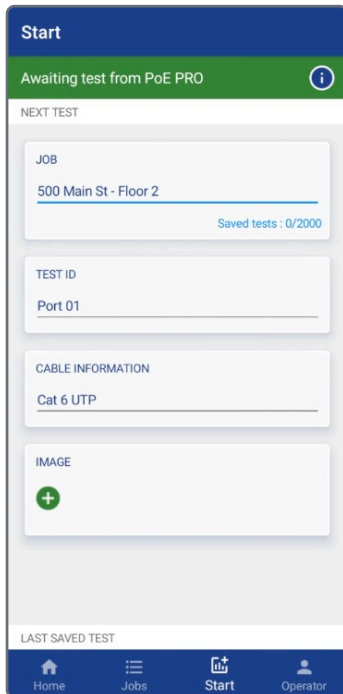 Start
Awaiting test from PoE PRO
NEXT TEST
JOB
500 Main St - Floor 2
Saved tests : 0/2000
TEST ID
Port 01
CABLE INFORMATION
Cat 6 UTP
IMAGE
LAST SAVED TEST
Home Jobs Start Operator